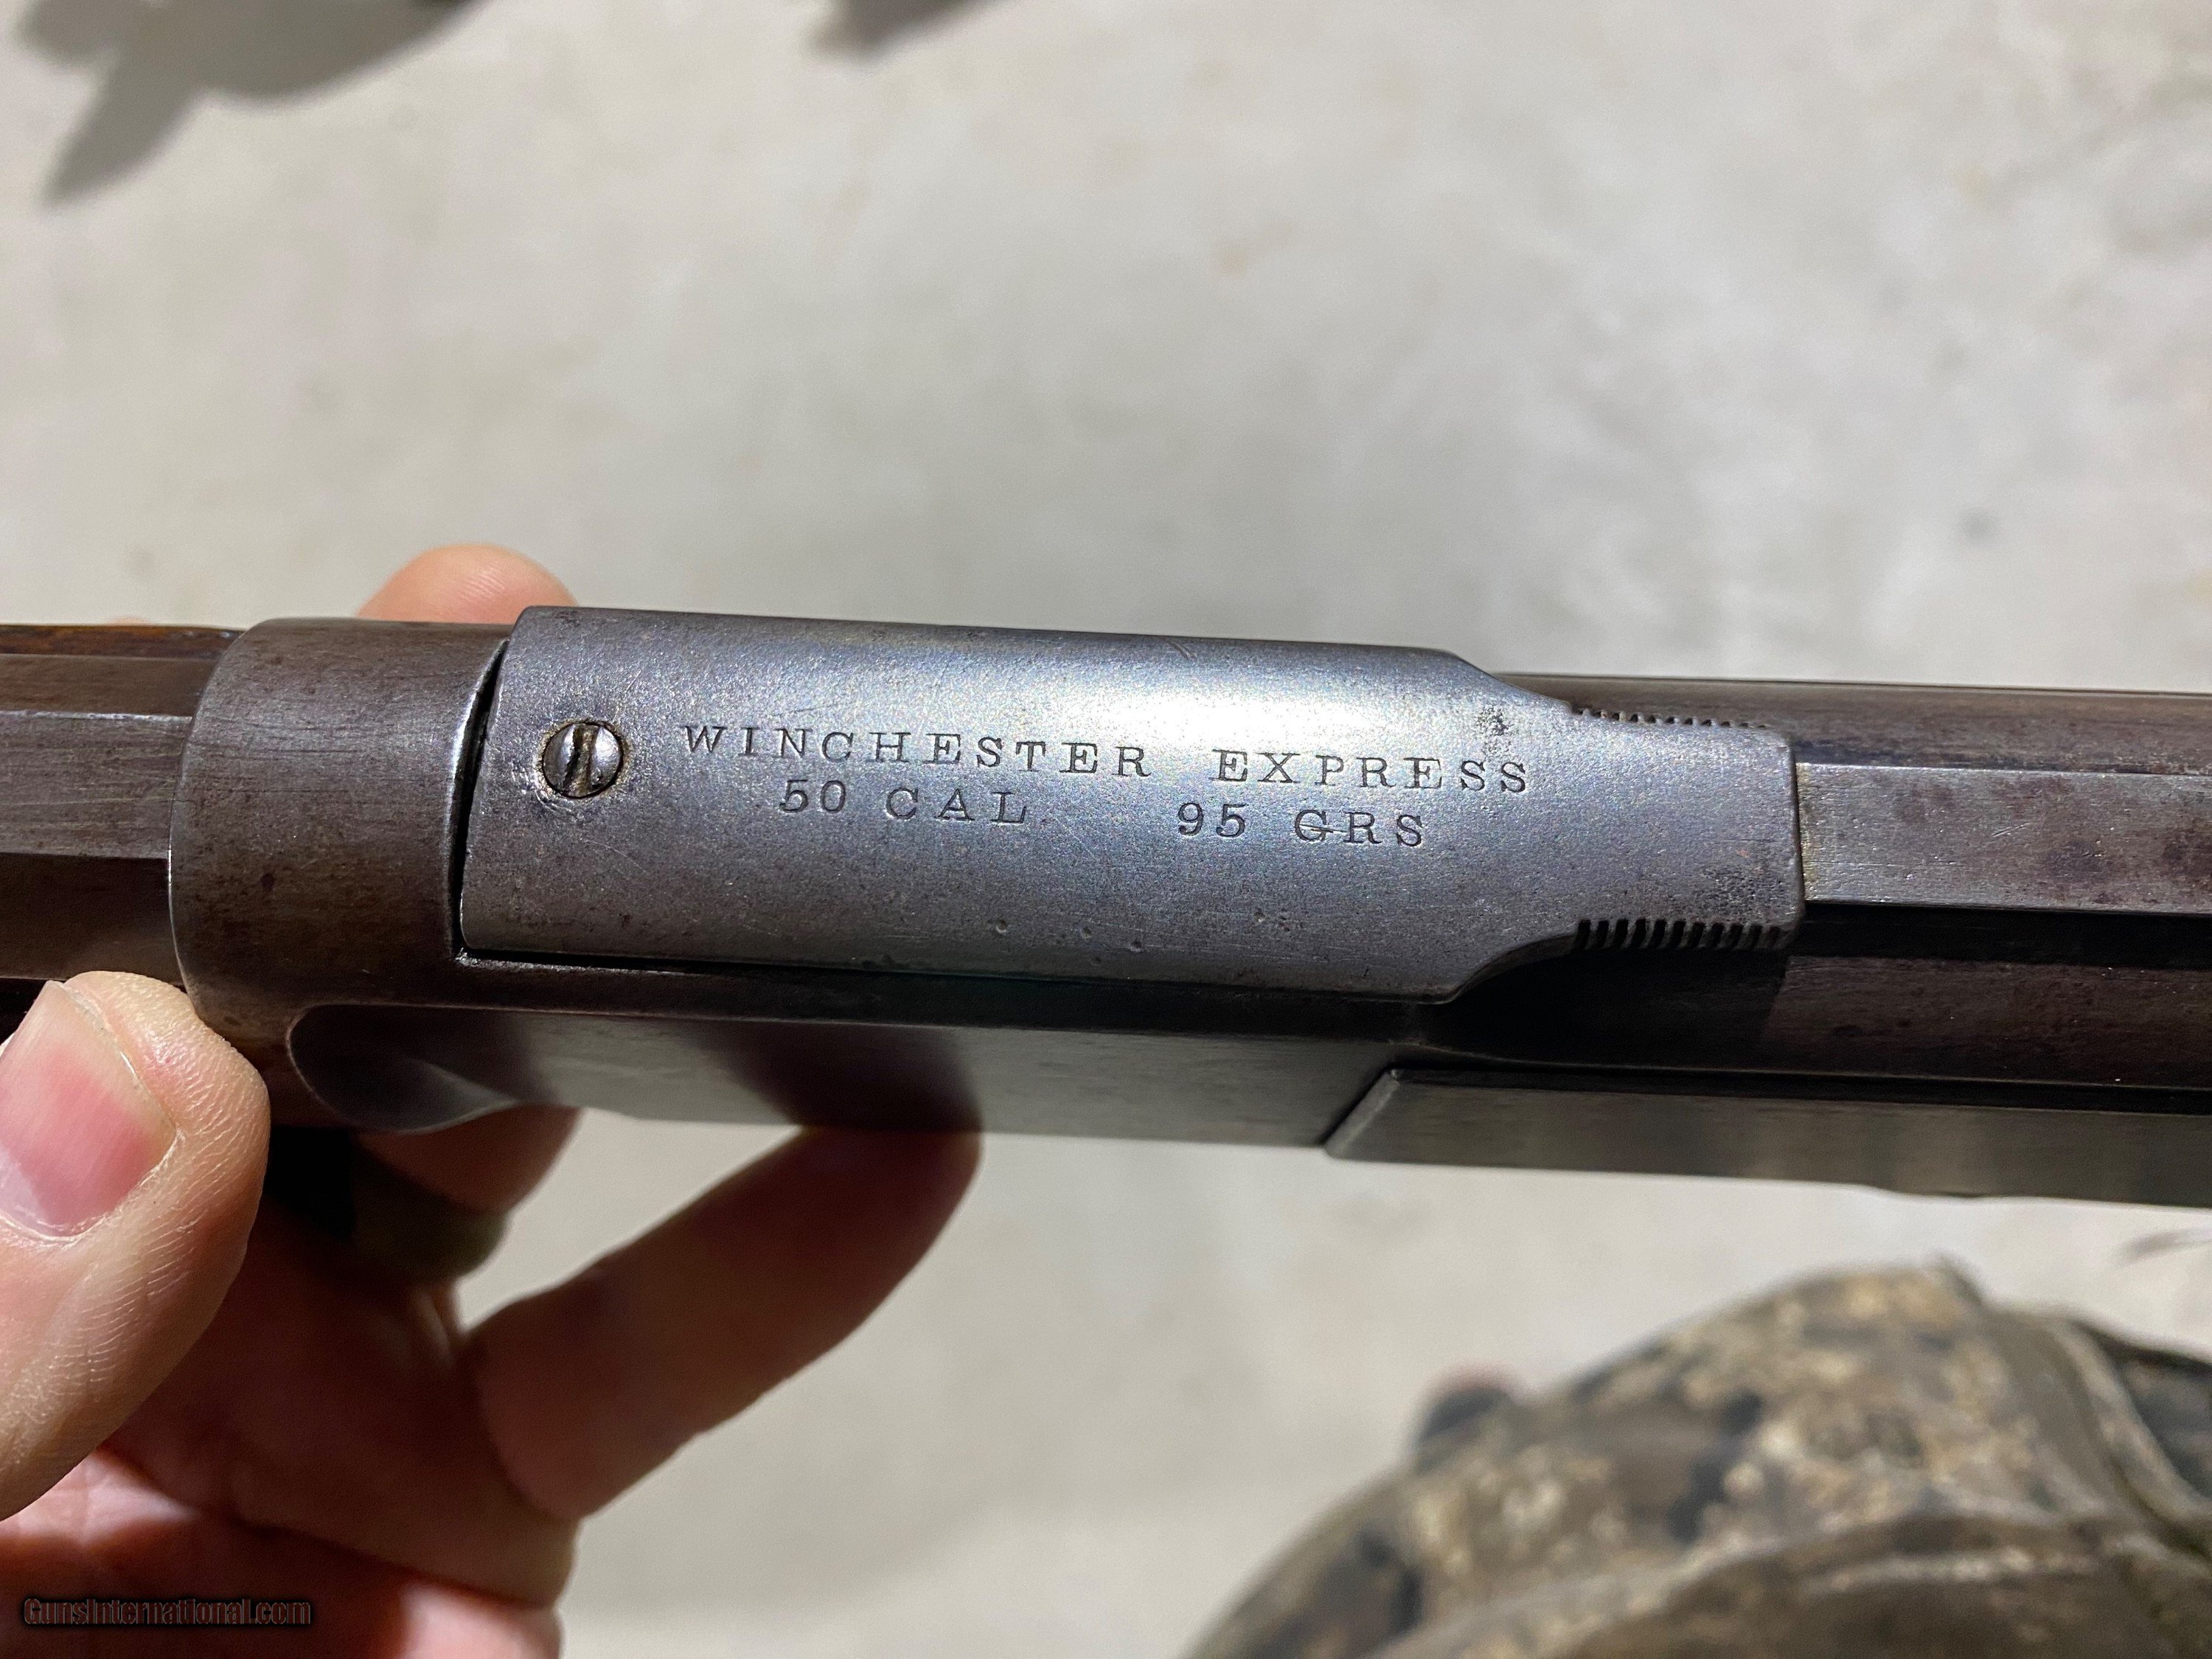 WINCHESTER EXPRESS
50 CAL 95 GRS
GunsInternational.com